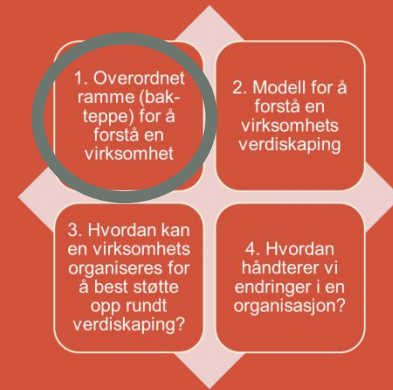 1. Overordnet
ramme (bak-
teppe) for å
forstå en
virksomhet
2. Modell for å
forstå en
virksomhets
verdiskaping
3. Hvordan kan
en virksomhets
organiseres for
å best støtte
opp rundt
verdiskaping?
4. Hvordan
håndterer vi
endringer i en
organisasjon?